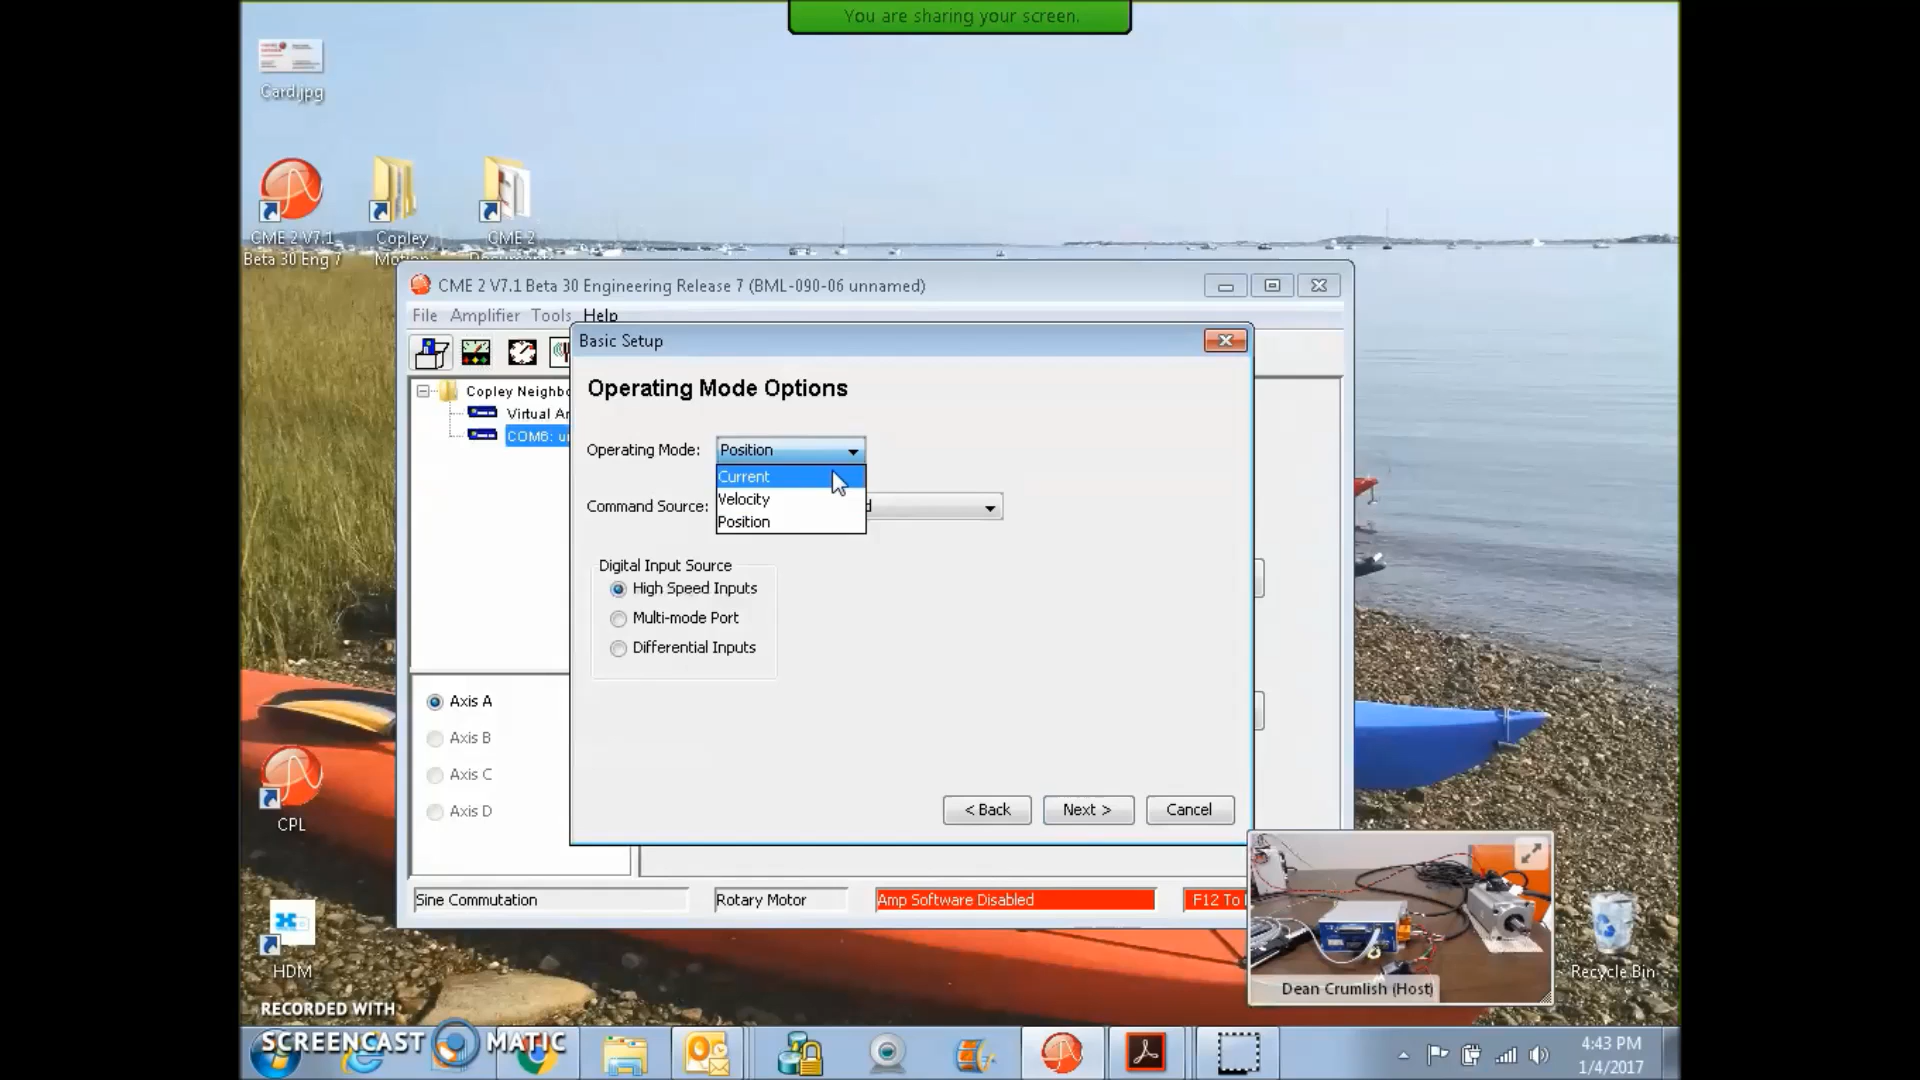 You are sharing your screen.
Card.jpg
CME 2 V7.1
Beta 30 Eng 7
Copley
Motion
CME 2
Documents
CME 2 V7.1 Beta 30 Engineering Release 7 (BML-090-06 unnamed)
File Amplifier Tools Help
Basic Setup
Copley Neighbo
Virtual Am
COM6: un
Operating Mode Options
Operating Mode: Position
Current
Velocity
Position
Command Source: d
Digital Input Source
High Speed Inputs
Multi-mode Port
Differential Inputs
Axis A
Axis B
Axis C
Axis D
< Back Next > Cancel
Sine Commutation
Rotary Motor
Amp Software Disabled
F12 To
CPL
HDM
Dean Crumlish (Host)
Recycle Bin
RECORDED WITH
SCREENCAST MATIC
4:43 PM
1/4/2017